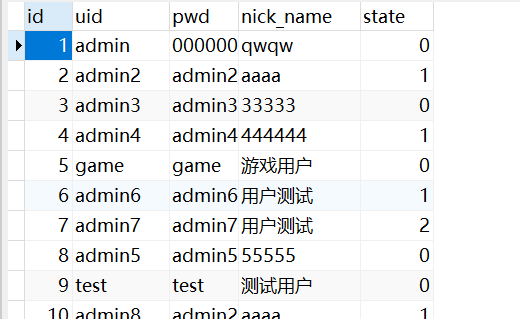 id uid pwd nick_name state
1 admin 000000 qwqw 0
2 admin2 admin2 aaaa 1
3 admin3 admin3 33333 0
4 admin4 admin4 444444 1
5 game game 游戏用户 0
6 admin6 admin6 用户测试 1
7 admin7 admin7 用户测试 2
8 admin5 admin5 55555 0
9 test test 测试用户 0
10 admin8 admin2 aaaa 1